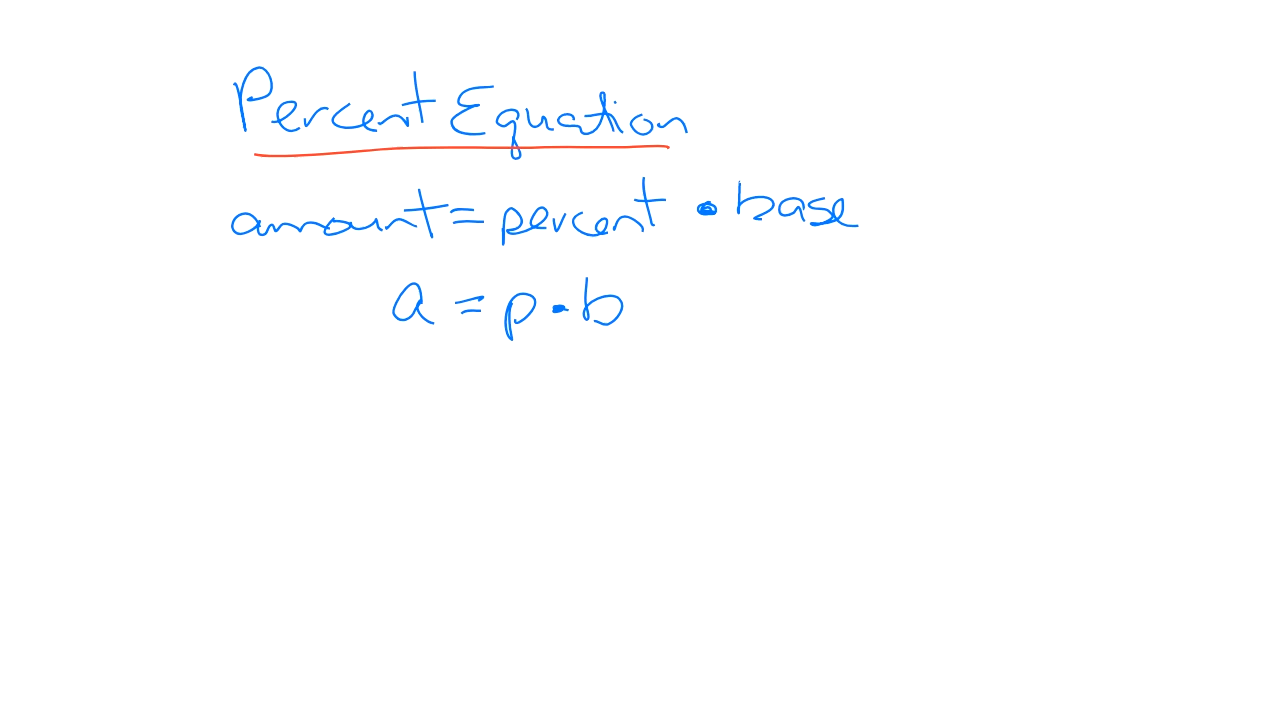 Percent Equation
amount = percent • base
a = p • b